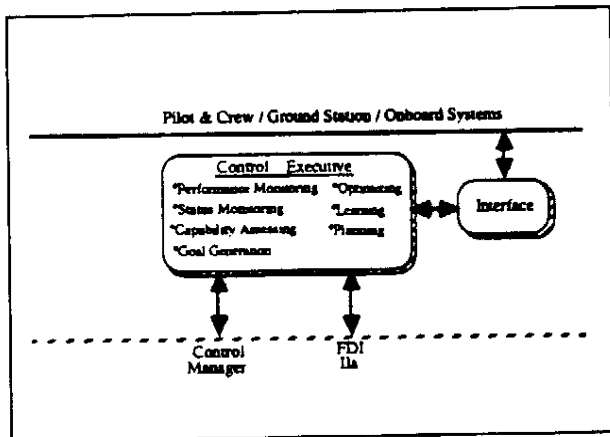 Pilot & Crew / Ground Station / Onboard Systems
Control Executive
*Performance Monitoring *Optimizing
*Status Monitoring *Learning
*Capability Assessing *Planning
*Goal Generation
Interface
Control Manager
FDI IIa